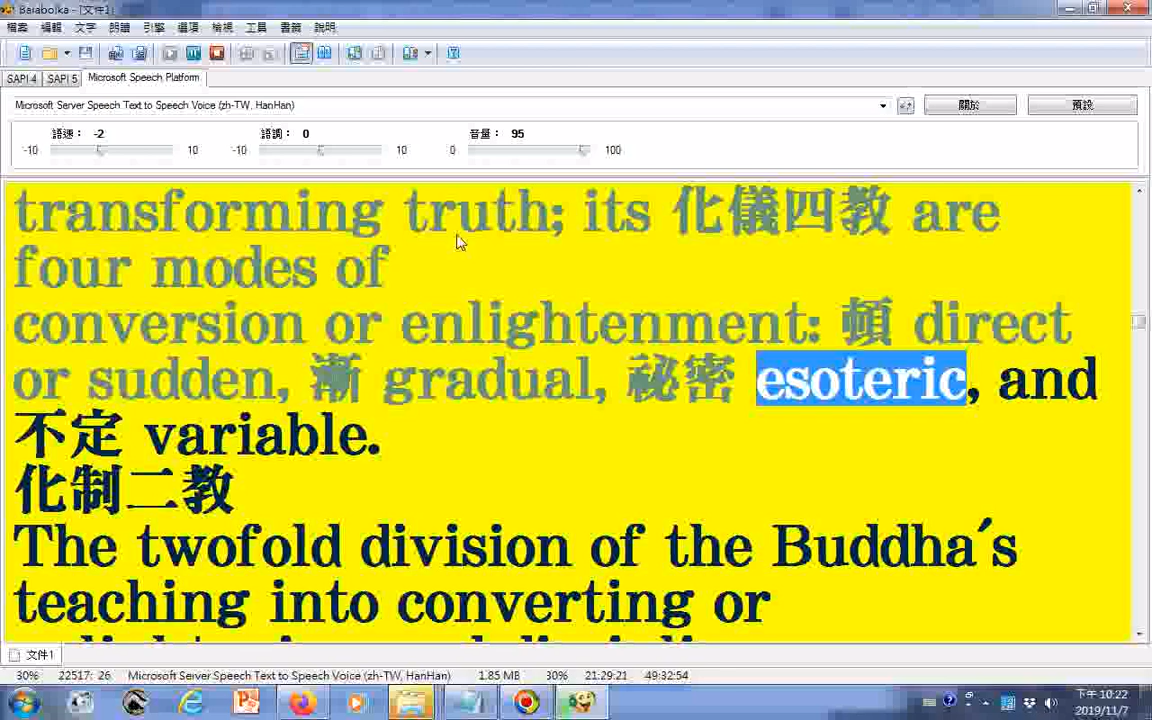 Balabolka - [文件1]
檔案 編輯 文字 朗讀 引擎 選項 檢視 工具 書籤 說明
SAPI 4 SAPI 5 Microsoft Speech Platform
Microsoft Server Speech Text to Speech Voice (zh-TW, HanHan) 關於 預設
語速： -2 語調： 0 音量： 95
-10 10 -10 10 0 100
transforming truth; its 化儀四教 are
four modes of
conversion or enlightenment: 頓 direct
or sudden, 漸 gradual, 祕密 esoteric, and
不定 variable.
化制二教
The twofold division of the Buddha´s
teaching into converting or
文件1
30% 22517: 26 Microsoft Server Speech Text to Speech Voice (zh-TW, HanHan) 1.85 MB 30% 21:29:21 49:32:54
下午 10:22
2019/11/7